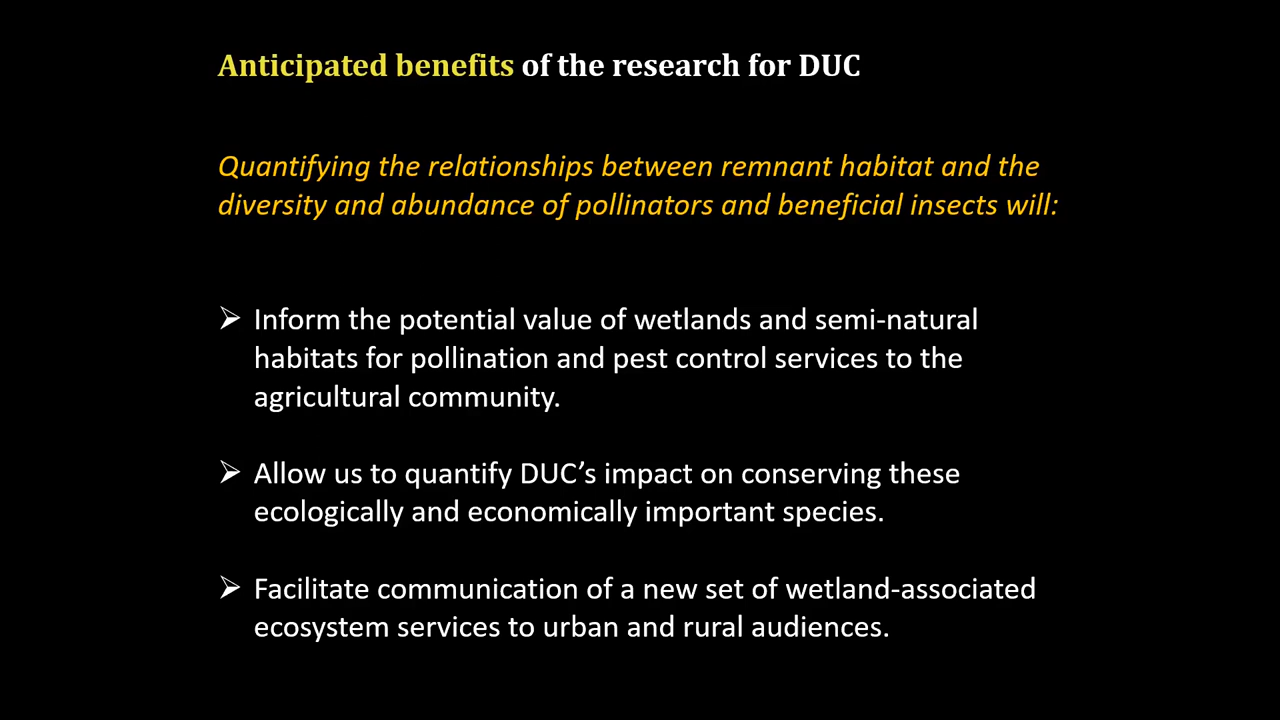 Anticipated benefits of the research for DUC
Quantifying the relationships between remnant habitat and the
diversity and abundance of pollinators and beneficial insects will:
➢ Inform the potential value of wetlands and semi-natural
habitats for pollination and pest control services to the
agricultural community.
➢ Allow us to quantify DUC’s impact on conserving these
ecologically and economically important species.
➢ Facilitate communication of a new set of wetland-associated
ecosystem services to urban and rural audiences.